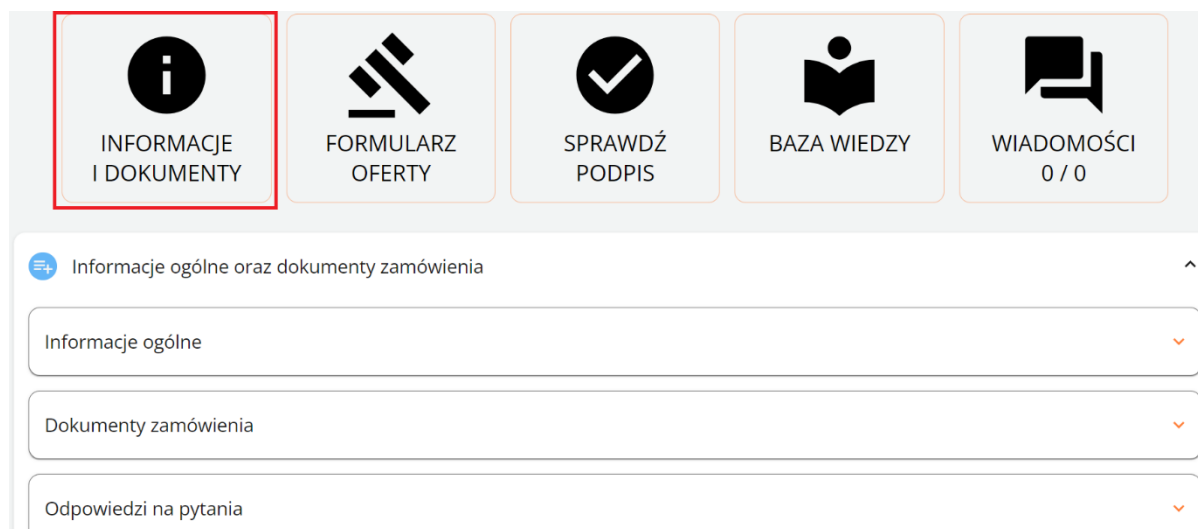 INFORMACJE
I DOKUMENTY
FORMULARZ
OFERTY
SPRAWDŹ
PODPIS
BAZA WIEDZY
WIADOMOŚCI
0 / 0
Informacje ogólne oraz dokumenty zamówienia
Informacje ogólne
Dokumenty zamówienia
Odpowiedzi na pytania